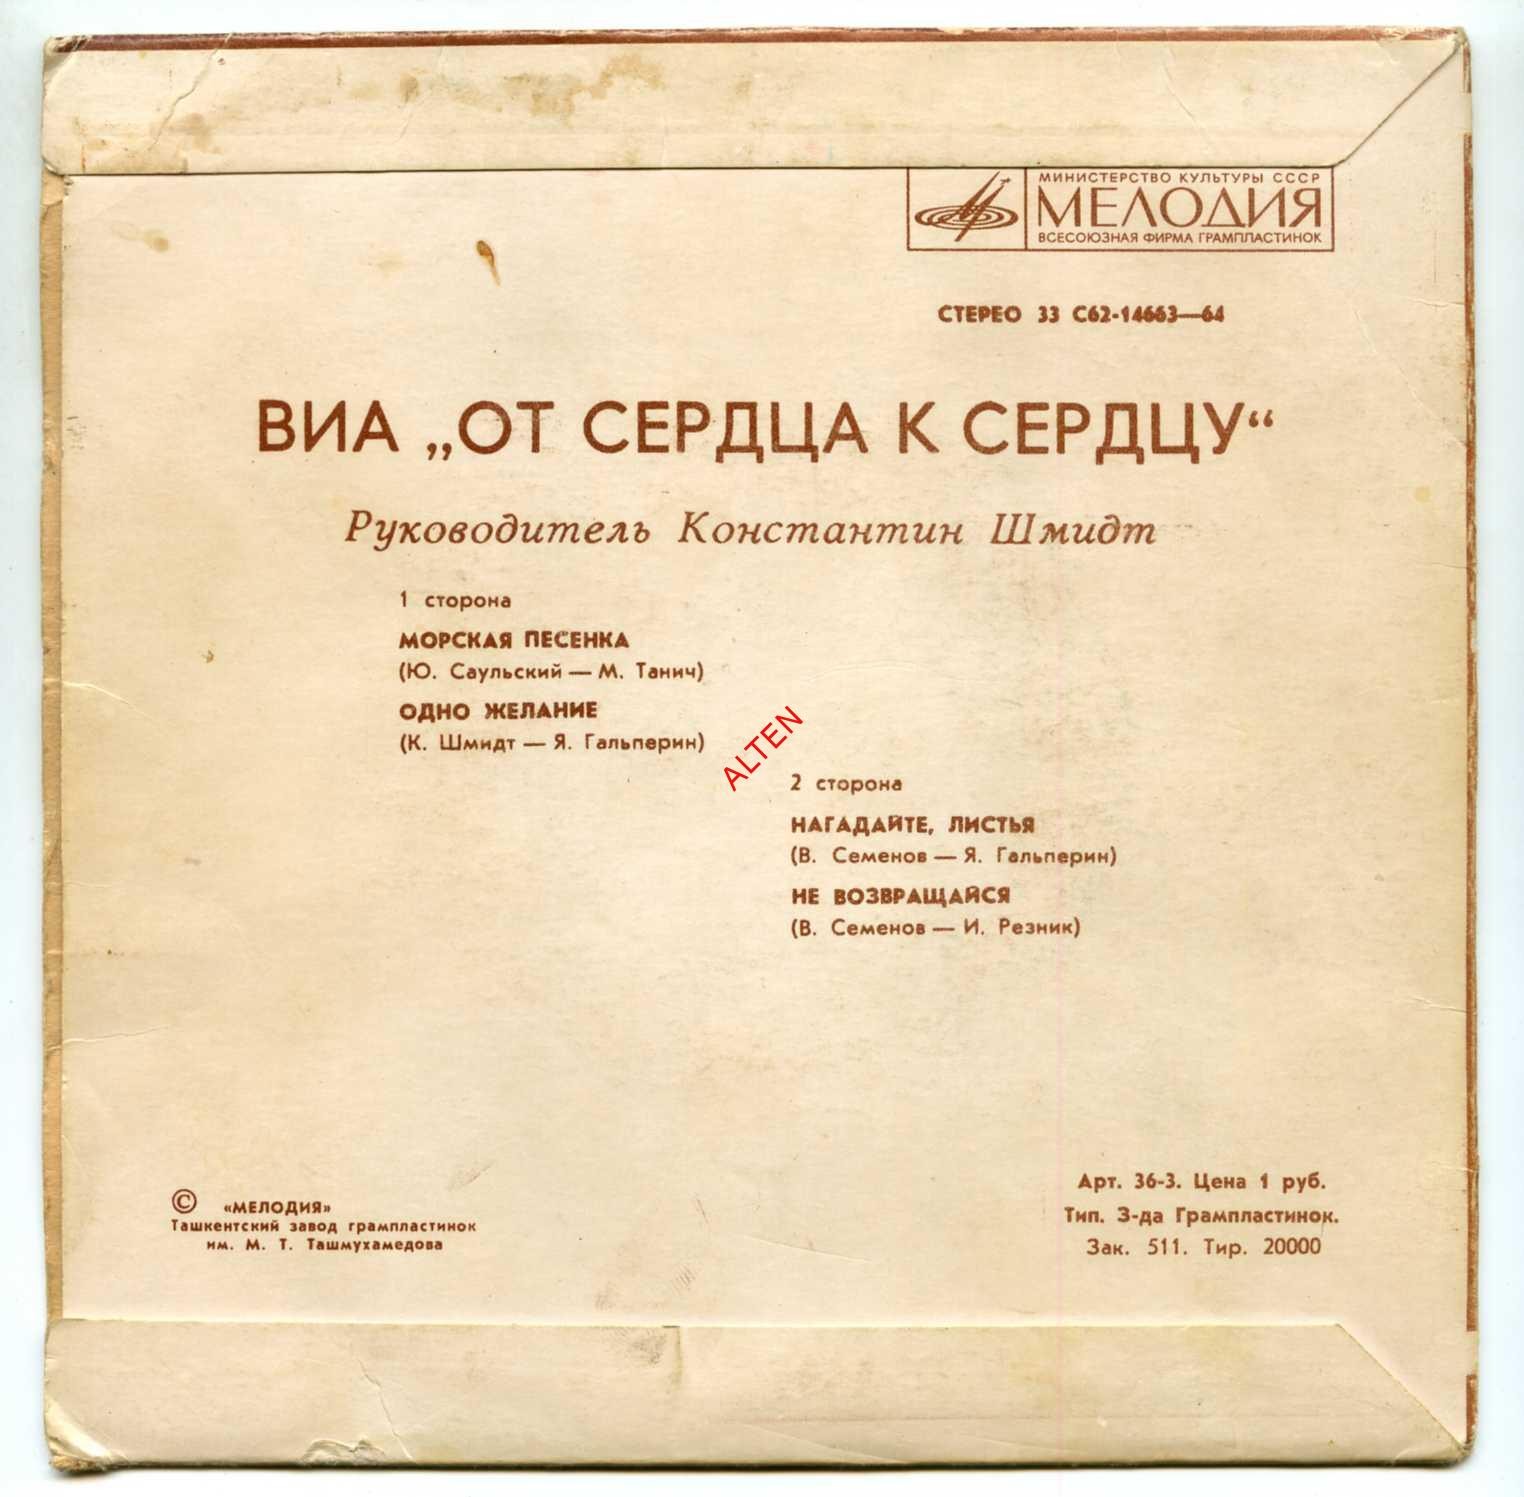 МИНИСТЕРСТВО КУЛЬТУРЫ СССР
МЕЛОДИЯ
ВСЕСОЮЗНАЯ ФИРМА ГРАМПЛАСТИНОК
СТЕРЕО 33 С62-14663—64
ВИА „ОТ СЕРДЦА К СЕРДЦУ“
Руководитель Константин Шмидт
1 сторона
МОРСКАЯ ПЕСЕНКА
(Ю. Саульский — М. Танич)
ОДНО ЖЕЛАНИЕ
(К. Шмидт — Я. Гальперин)
ALTEN
2 сторона
НАГАДАЙТЕ, ЛИСТЬЯ
(В. Семенов — Я. Гальперин)
НЕ ВОЗВРАЩАЙСЯ
(В. Семенов — И. Резник)
© «МЕЛОДИЯ»
Ташкентский завод грампластинок
им. М. Т. Ташмухамедова
Арт. 36-3. Цена 1 руб.
Тип. З-да Грампластинок.
Зак. 511. Тир. 20000